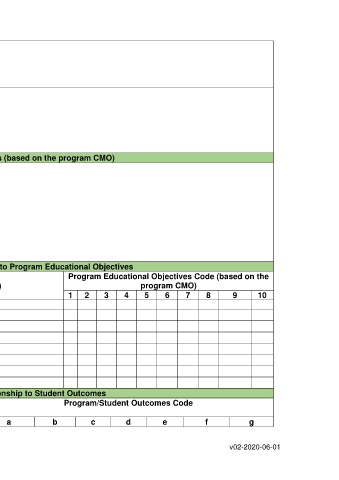 s (based on the program CMO)
to Program Educational Objectives
) Program Educational Objectives Code (based on the
program CMO)
1 2 3 4 5 6 7 8 9 10
onship to Student Outcomes
Program/Student Outcomes Code
a b c d e f g
v02-2020-06-01